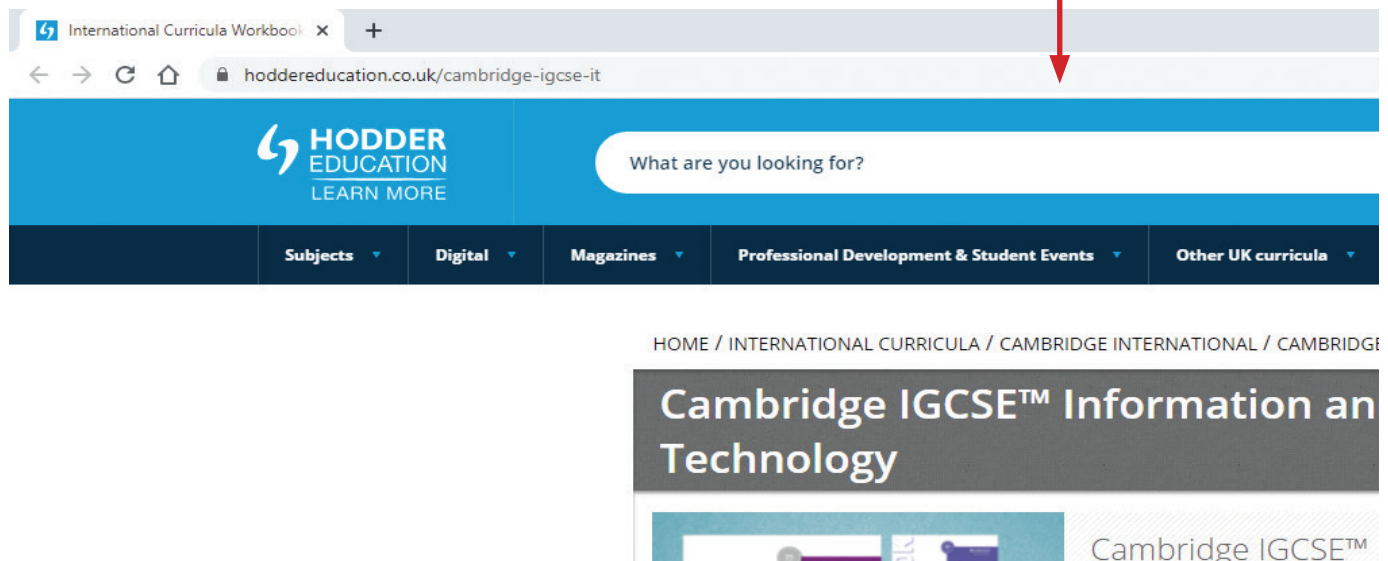 International Curricula Workbook
hoddereducation.co.uk/cambridge-igcse-it
HODDER
EDUCATION
LEARN MORE
What are you looking for?
Subjects Digital Magazines Professional Development & Student Events Other UK curricula
HOME / INTERNATIONAL CURRICULA / CAMBRIDGE INTERNATIONAL / CAMBRIDGE
Cambridge IGCSE™ Information an
Technology
Cambridge IGCSE™